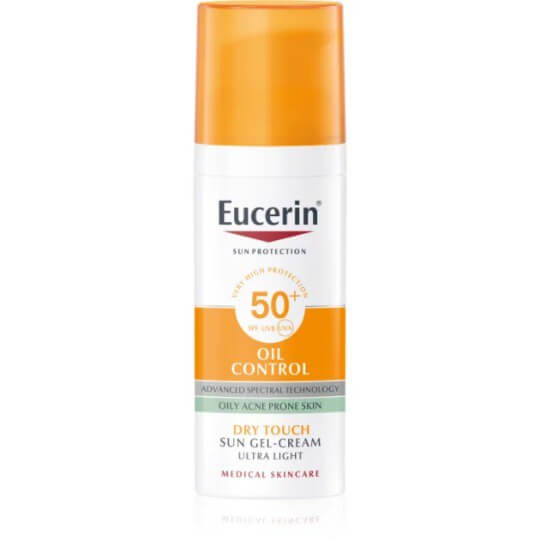 Eucerin®
SUN PROTECTION
VERY HIGH PROTECTION
50+
SPF UVB UVA
OIL
CONTROL
ADVANCED SPECTRAL TECHNOLOGY
OILY ACNE PRONE SKIN
DRY TOUCH
SUN GEL-CREAM
ULTRA LIGHT
MEDICAL SKINCARE